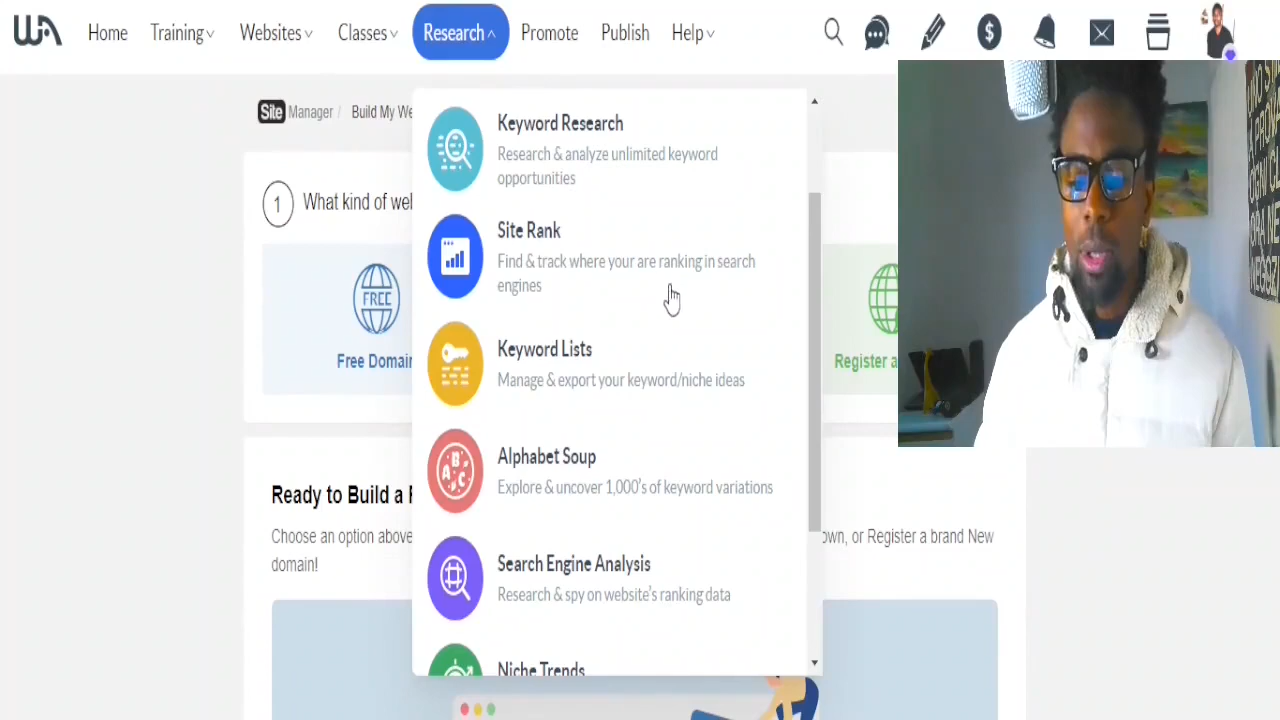 WA Home Training Websites Classes Research Promote Publish Help
$
Site Manager / Build My We
Keyword Research
Research & analyze unlimited keyword
opportunities
1 What kind of wel
Site Rank
Find & track where your are ranking in search
engines
FREE
Free Domain
Register a
Keyword Lists
Manage & export your keyword/niche ideas
Alphabet Soup
A B C
Explore & uncover 1,000's of keyword variations
Ready to Build a
Choose an option above
own, or Register a brand New
domain!
Search Engine Analysis
Research & spy on website's ranking data
Niche Trends